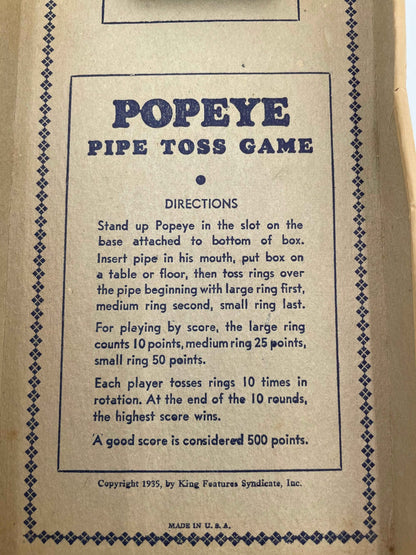 POPEYE
PIPE TOSS GAME
DIRECTIONS
Stand up Popeye in the slot on the
base attached to bottom of box.
Insert pipe in his mouth, put box on
a table or floor, then toss rings over
the pipe beginning with large ring first,
medium ring second, small ring last.
For playing by score, the large ring
counts 10 points, medium ring 25 points,
small ring 50 points.
Each player tosses rings 10 times in
rotation. At the end of the 10 rounds,
the highest score wins.
A good score is considered 500 points.
Copyright 1935, by King Features Syndicate, Inc.
MADE IN U. S. A.